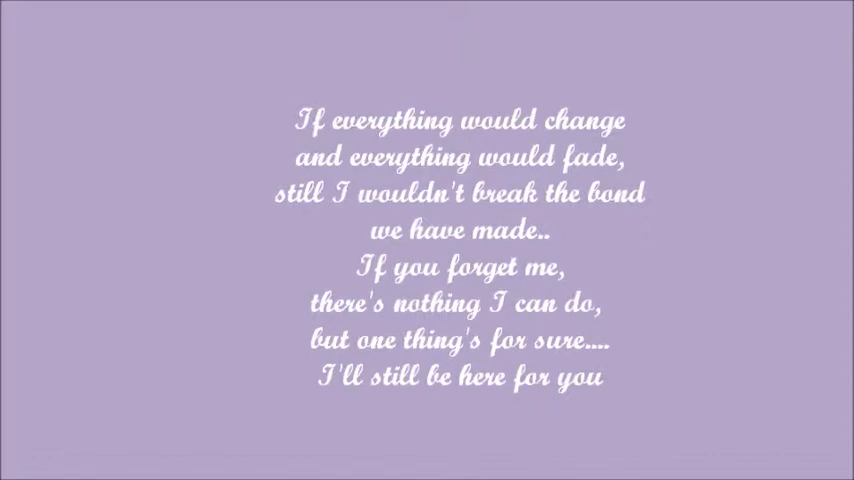 If everything would change
and everything would fade,
still I wouldn't break the bond
we have made..
If you forget me,
there's nothing I can do,
but one thing's for sure....
I'll still be here for you